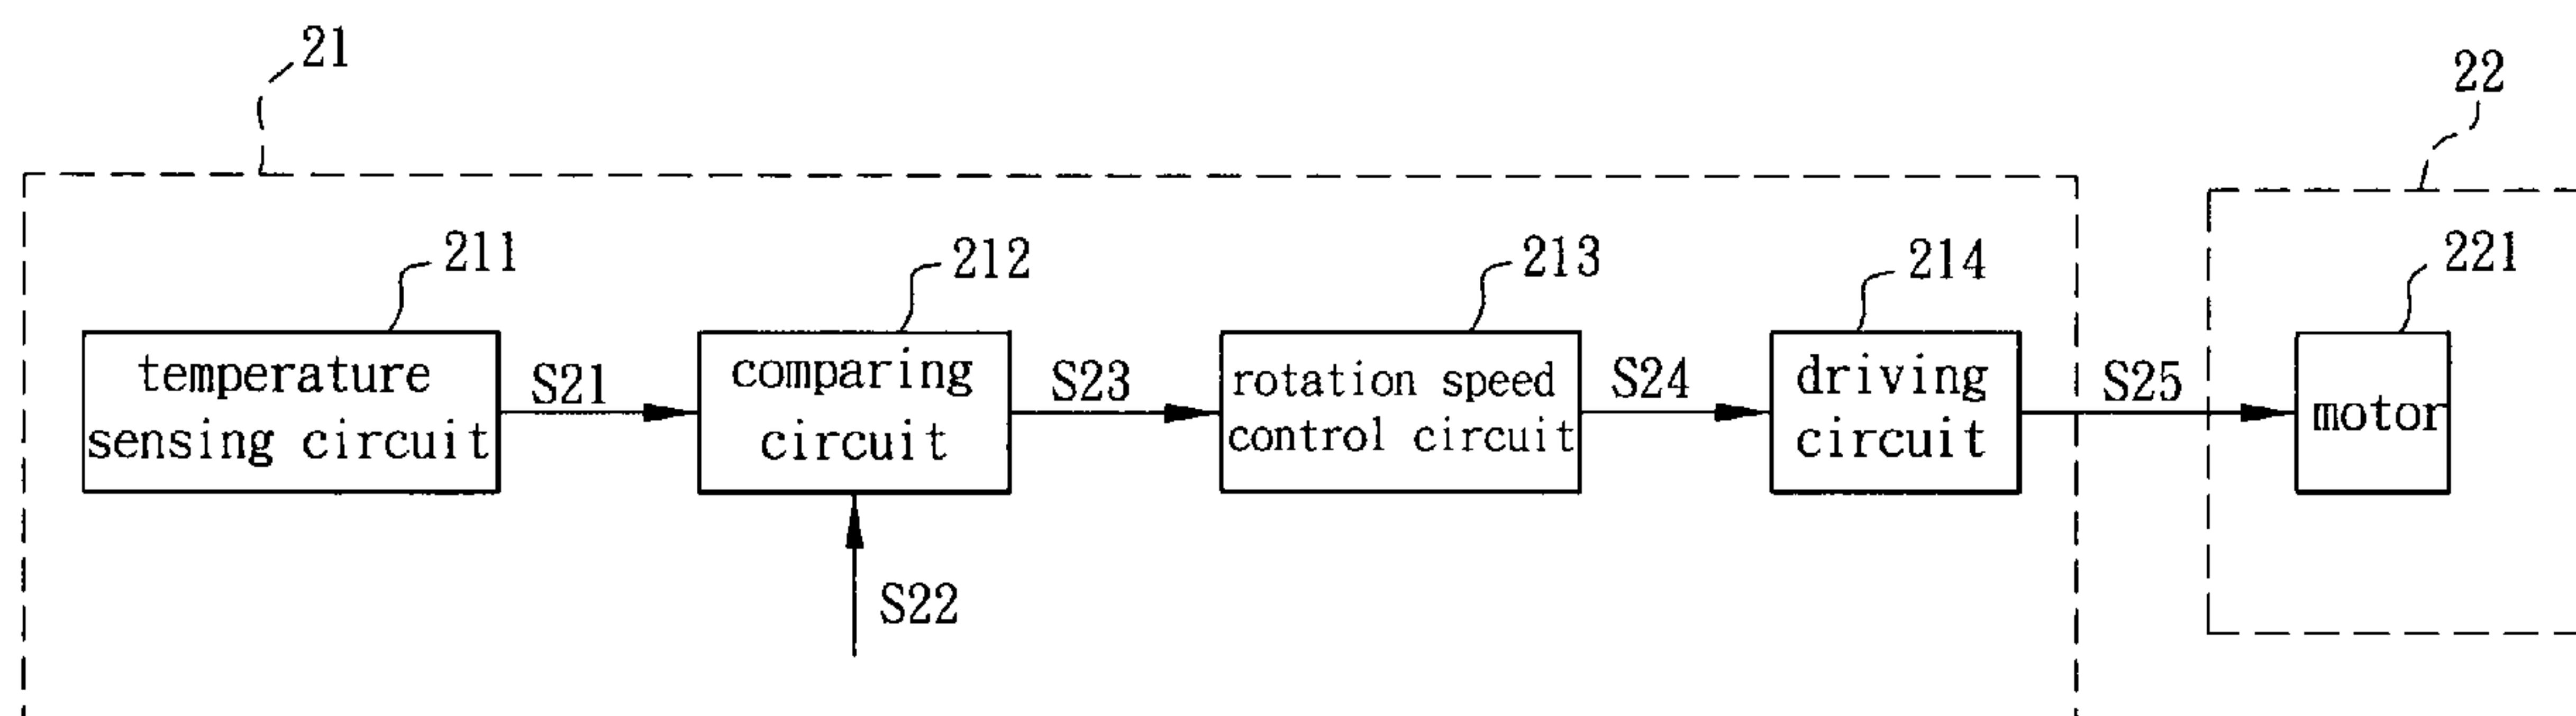 21
22
211
212
213
214
221
temperature
sensing circuit
S21
comparing
circuit
S23
rotation speed
control circuit
S24
driving
circuit
S25
motor
S22